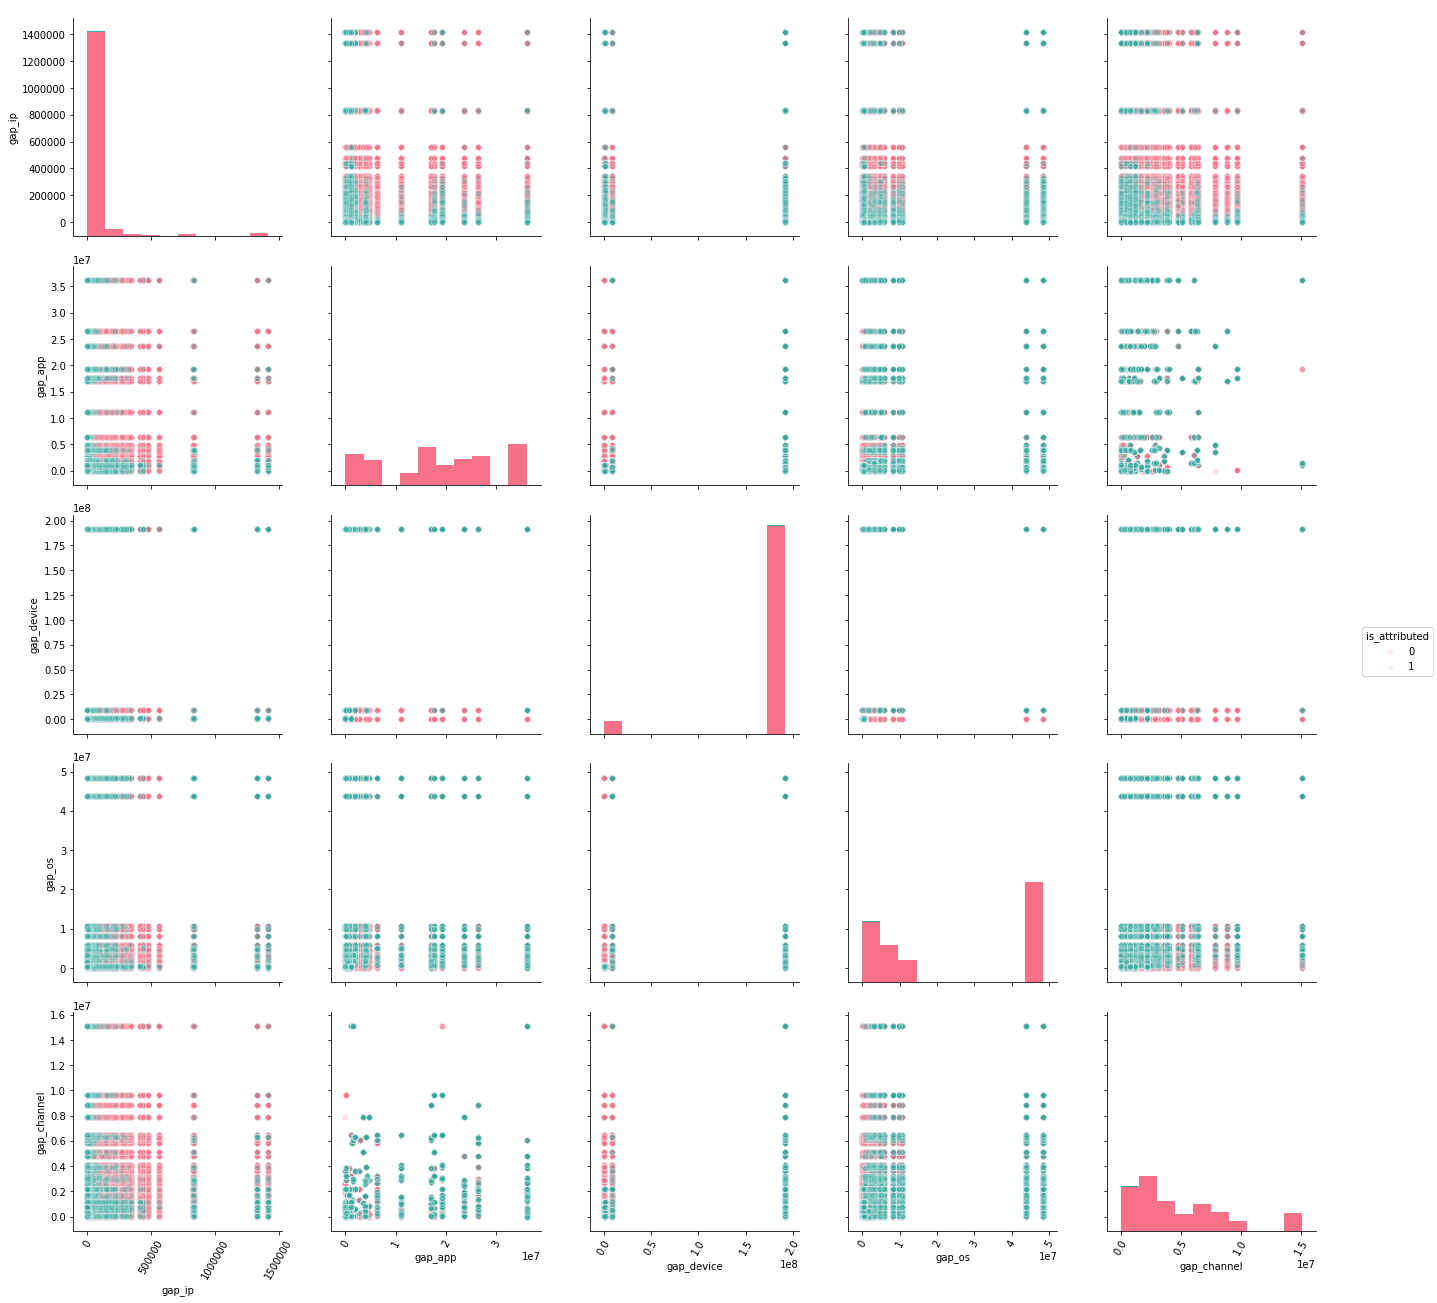 1400000
1200000
1000000
800000
600000
400000
200000
0
gap_ip
1e7
3.5
3.0
2.5
2.0
1.5
1.0
0.5
0.0
gap_app
1e8
2.00
1.75
1.50
1.25
1.00
0.75
0.50
0.25
0.00
gap_device
is_attributed
0
1
1e7
5
4
3
2
1
0
gap_os
1e7
1.6
1.4
1.2
1.0
0.8
0.6
0.4
0.2
0.0
gap_channel
0 500000 1000000 1500000
gap_ip
0 1 2 3
1e7
gap_app
0.0 0.5 1.0 1.5 2.0
1e8
gap_device
0 1 2 3 4 5
1e7
gap_os
0.0 0.5 1.0 1.5
1e7
gap_channel